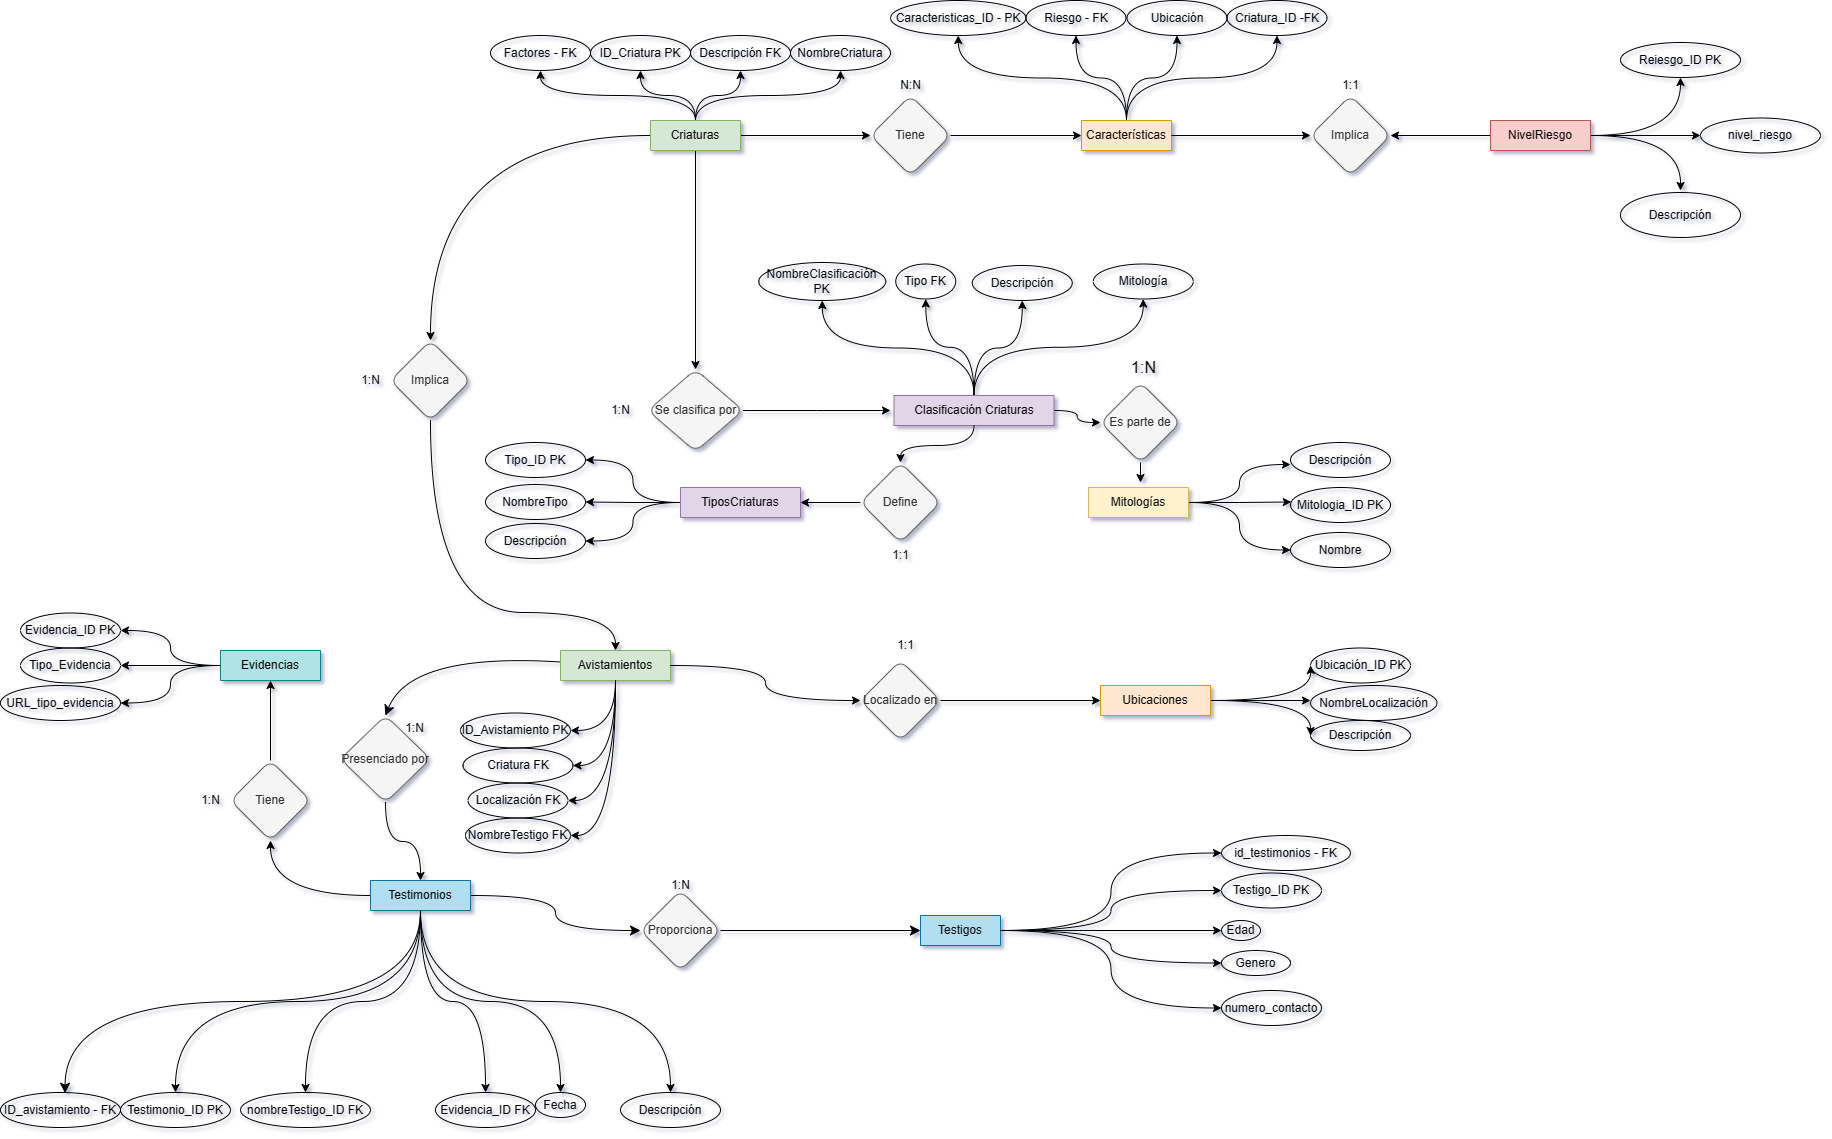 Caracteristicas_ID - PK
Riesgo - FK
Ubicación
Criatura_ID -FK
Factores - FK
ID_Criatura PK
Descripción FK
NombreCriatura
Reiesgo_ID PK
N:N
1:1
Criaturas
Tiene
Características
Implica
NivelRiesgo
nivel_riesgo
Descripción
NombreClasificación
PK
Tipo FK
Descripción
Mitología
1:N
Implica
1:N
Se clasifica por
Clasificación Criaturas
1:N
Es parte de
Tipo_ID PK
NombreTipo
Descripción
TiposCriaturas
Define
1:1
Mitologías
Descripción
Mitologia_ID PK
Nombre
Evidencia_ID PK
Tipo_Evidencia
URL_tipo_evidencia
Evidencias
Avistamientos
1:1
Localizado en
Ubicaciones
Ubicación_ID PK
NombreLocalización
Descripción
1:N
Presenciado por
ID_Avistamiento PK
Criatura FK
Localización FK
NombreTestigo FK
1:N
Tiene
Testimonios
1:N
Proporciona
Testigos
id_testimonios - FK
Testigo_ID PK
Edad
Genero
numero_contacto
ID_avistamiento - FK
Testimonio_ID PK
nombreTestigo_ID FK
Evidencia_ID FK
Fecha
Descripción